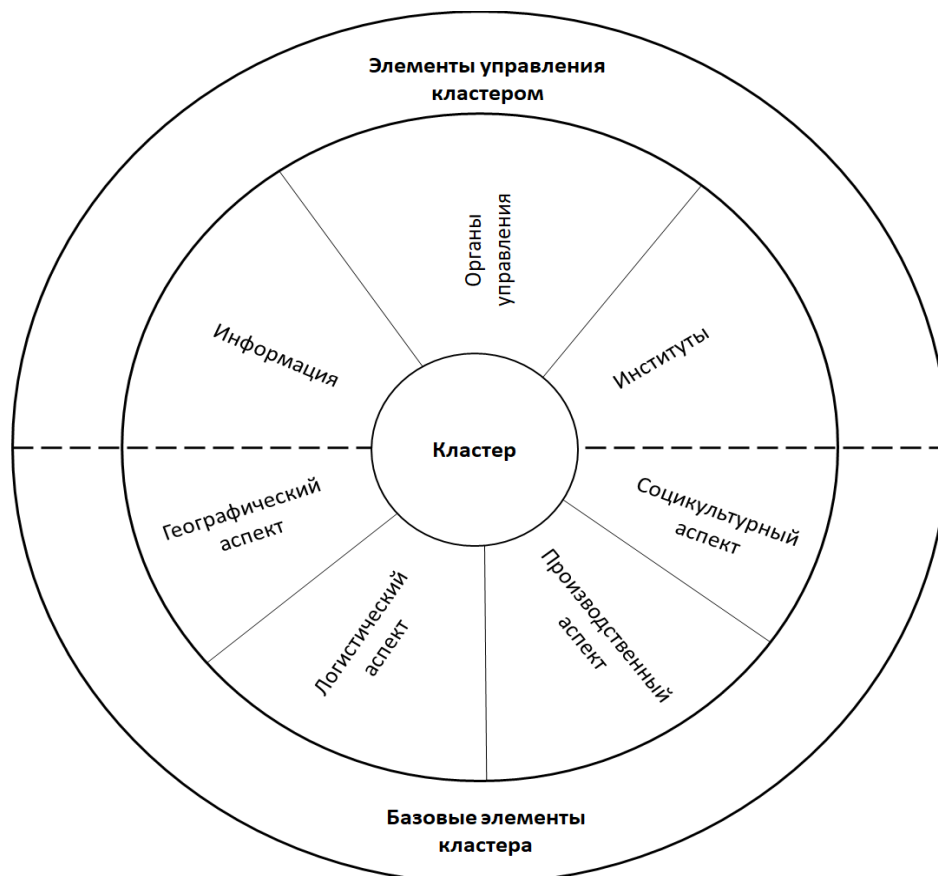 Элементы управления
кластером
Органы
управления
Информация
Институты
Кластер
Географический
аспект
Социкультурный
аспект
Логистический
аспект
Производственный
аспект
Базовые элементы
кластера